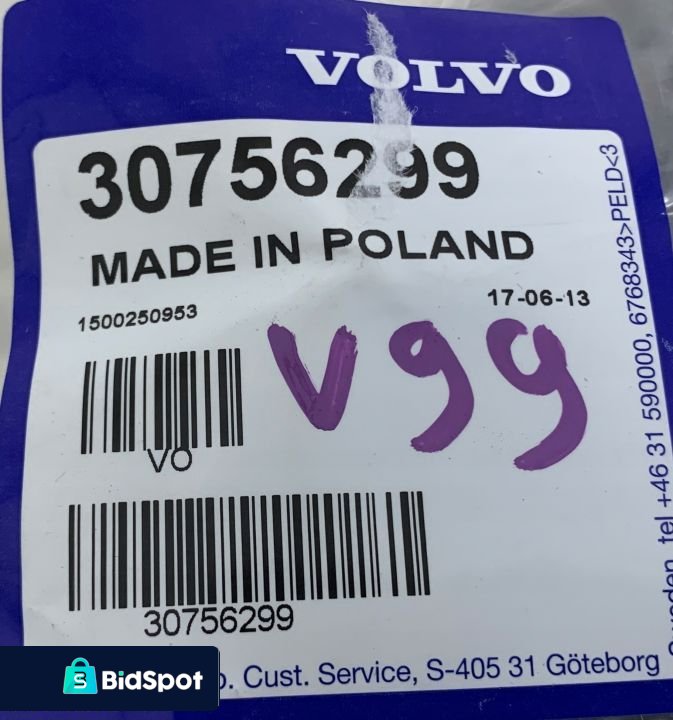 VOLVO
30756299
MADE IN POLAND
1500250953
17-06-13
V99
VO
30756299
Cust. Service, S-405 31 Göteborg
tel +46 31 590000, 6768343>PELD<3
BidSpot